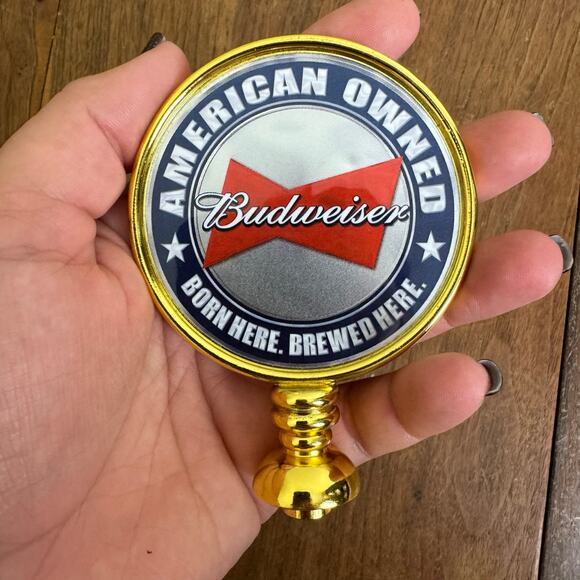 AMERICAN OWNED
Budweiser
BORN HERE. BREWED HERE.